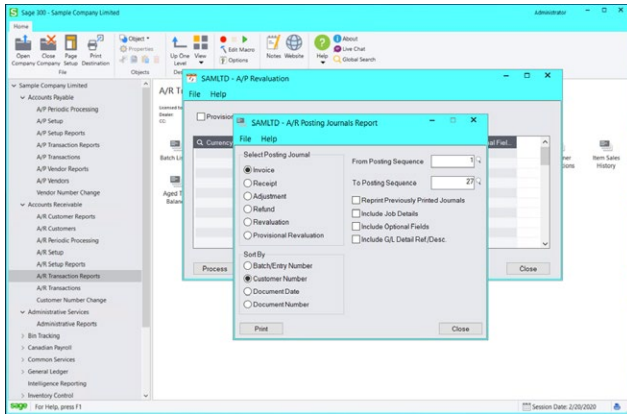 Sage 300 - Sample Company Limited
Administrator
Home
Open Company
Close Company
Page Setup
Print Destination
File
Object
Properties
Objects
Up One Level
View
Edit Macro
Options
Notes
Website
Help
About
Live Chat
Global Search
Sample Company Limited
Accounts Payable
A/P Periodic Processing
A/P Setup
A/P Setup Reports
A/P Transaction Reports
A/P Transactions
A/P Vendor Reports
A/P Vendors
Vendor Number Change
Accounts Receivable
A/R Customer Reports
A/R Customers
A/R Periodic Processing
A/R Setup
A/R Setup Reports
A/R Transaction Reports
A/R Transactions
Customer Number Change
Administrative Services
Administrative Reports
Bin Tracking
Canadian Payroll
Common Services
General Ledger
Intelligence Reporting
Inventory Control
Item Sales History
SAMLTD - A/P Revaluation
File Help
Currency
Process
Close
SAMLTD - A/R Posting Journals Report
File Help
Select Posting Journal
Invoice
Receipt
Adjustment
Refund
Revaluation
Provisional Revaluation
From Posting Sequence 1
To Posting Sequence 27
Reprint Previously Printed Journals
Include Job Details
Include Optional Fields
Include G/L Detail Ref./Desc.
Sort By
Batch/Entry Number
Customer Number
Document Date
Document Number
Print
Close
sage
For Help, press F1
Session Date: 2/20/2020